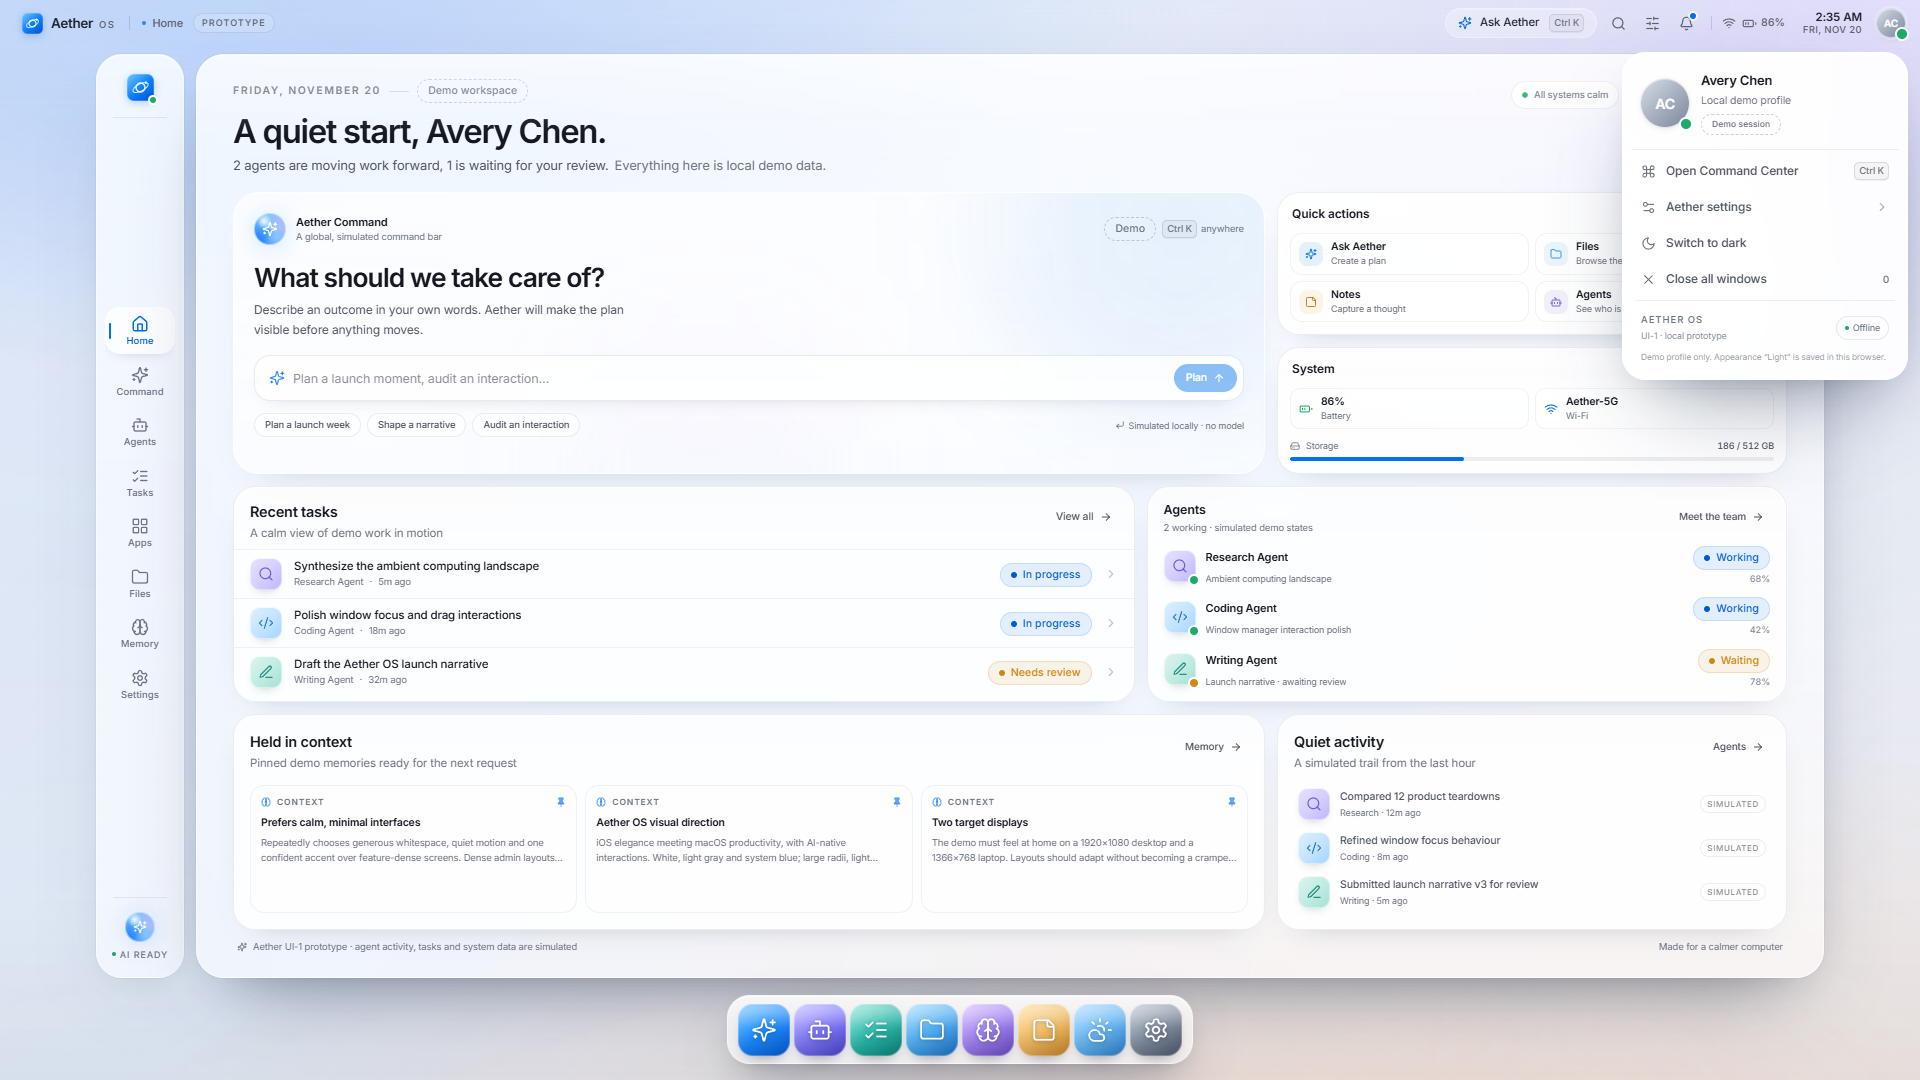 Aether OS
Home
PROTOTYPE
Ask Aether
Ctrl K
86%
2:35 AM
FRI, NOV 20
AC
Home
Command
Agents
Tasks
Apps
Files
Memory
Settings
AI READY
FRIDAY, NOVEMBER 20
Demo workspace
All systems calm
A quiet start, Avery Chen.
2 agents are moving work forward, 1 is waiting for your review. Everything here is local demo data.
Aether Command
A global, simulated command bar
Demo
Ctrl K
anywhere
What should we take care of?
Describe an outcome in your own words. Aether will make the plan
visible before anything moves.
Plan a launch moment, audit an interaction...
Plan
Plan a launch week
Shape a narrative
Audit an interaction
Simulated locally · no model
Quick actions
Ask Aether
Create a plan
Files
Browse the
Notes
Capture a thought
Agents
See who is
System
86%
Battery
Aether-5G
Wi-Fi
Storage
186 / 512 GB
AC
Avery Chen
Local demo profile
Demo session
Open Command Center
Ctrl K
Aether settings
Switch to dark
Close all windows
0
AETHER OS
UI-1 · local prototype
Offline
Demo profile only. Appearance "Light" is saved in this browser.
Recent tasks
A calm view of demo work in motion
View all
Synthesize the ambient computing landscape
Research Agent · 5m ago
In progress
Polish window focus and drag interactions
Coding Agent · 18m ago
In progress
Draft the Aether OS launch narrative
Writing Agent · 32m ago
Needs review
Agents
2 working · simulated demo states
Meet the team
Research Agent
Ambient computing landscape
Working
68%
Coding Agent
Window manager interaction polish
Working
42%
Writing Agent
Launch narrative · awaiting review
Waiting
78%
Held in context
Pinned demo memories ready for the next request
Memory
CONTEXT
Prefers calm, minimal interfaces
Repeatedly chooses generous whitespace, quiet motion and one
confident accent over feature-dense screens. Dense admin layouts...
CONTEXT
Aether OS visual direction
iOS elegance meeting macOS productivity, with AI-native
interactions. White, light gray and system blue; large radii, light...
CONTEXT
Two target displays
The demo must feel at home on a 1920×1080 desktop and a
1366×768 laptop. Layouts should adapt without becoming a crampe...
Quiet activity
A simulated trail from the last hour
Agents
Compared 12 product teardowns
Research · 12m ago
SIMULATED
Refined window focus behaviour
Coding · 8m ago
SIMULATED
Submitted launch narrative v3 for review
Writing · 5m ago
SIMULATED
Aether UI-1 prototype · agent activity, tasks and system data are simulated
Made for a calmer computer